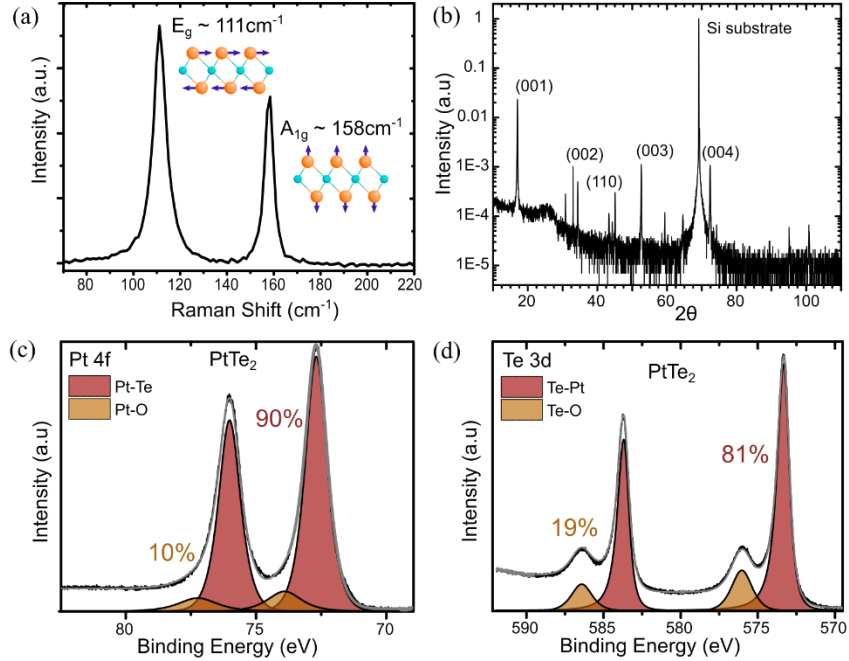 (a)
E_g ~ 111cm⁻¹
A_1g ~ 158cm⁻¹
Intensity (a.u.)
80 100 120 140 160 180 200 220
Raman Shift (cm⁻¹)
(b)
Si substrate
(001)
(002)
(110)
(003)
(004)
Intensity
1
0.1
0.01
1E-3
1E-4
1E-5
20 40 60 80 100
2θ
(c)
Pt 4f
PtTe₂
Pt-Te
Pt-O
90%
10%
Intensity (a.u)
80 75 70
Binding Energy (eV)
(d)
Te 3d
PtTe₂
Te-Pt
Te-O
81%
19%
Intensity (a.u)
590 585 580 575 570
Binding Energy (eV)